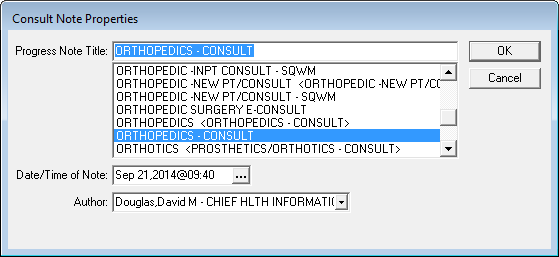 Consult Note Properties
Progress Note Title: ORTHOPEDICS - CONSULT
OK
ORTHOPEDIC -INPT CONSULT - SQWM
Cancel
ORTHOPEDIC -NEW PT/CONSULT <ORTHOPEDIC -NEW PT/CO
ORTHOPEDIC -NEW PT/CONSULT - SQWM
ORTHOPEDIC SURGERY E-CONSULT
ORTHOPEDICS <ORTHOPEDICS - CONSULT>
ORTHOPEDICS - CONSULT
ORTHOTICS <PROSTHETICS/ORTHOTICS - CONSULT>
Date/Time of Note: Sep 21,2014@09:40 ...
Author: Douglas,David M - CHIEF HLTH INFORMATI